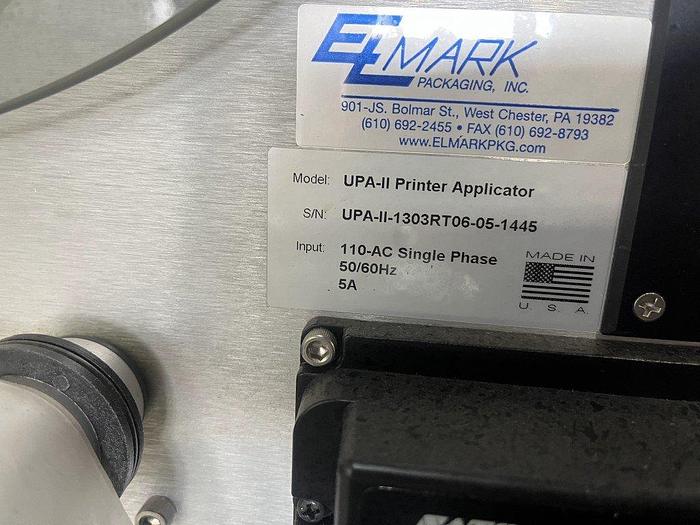 ELMARK
PACKAGING, INC.
901-JS. Bolmar St., West Chester, PA 19382
(610) 692-2455 • FAX (610) 692-8793
www.ELMARKPKG.com
Model: UPA-II Printer Applicator
S/N: UPA-II-1303RT06-05-1445
Input: 110-AC Single Phase
50/60Hz
5A
MADE IN
U. S. A.